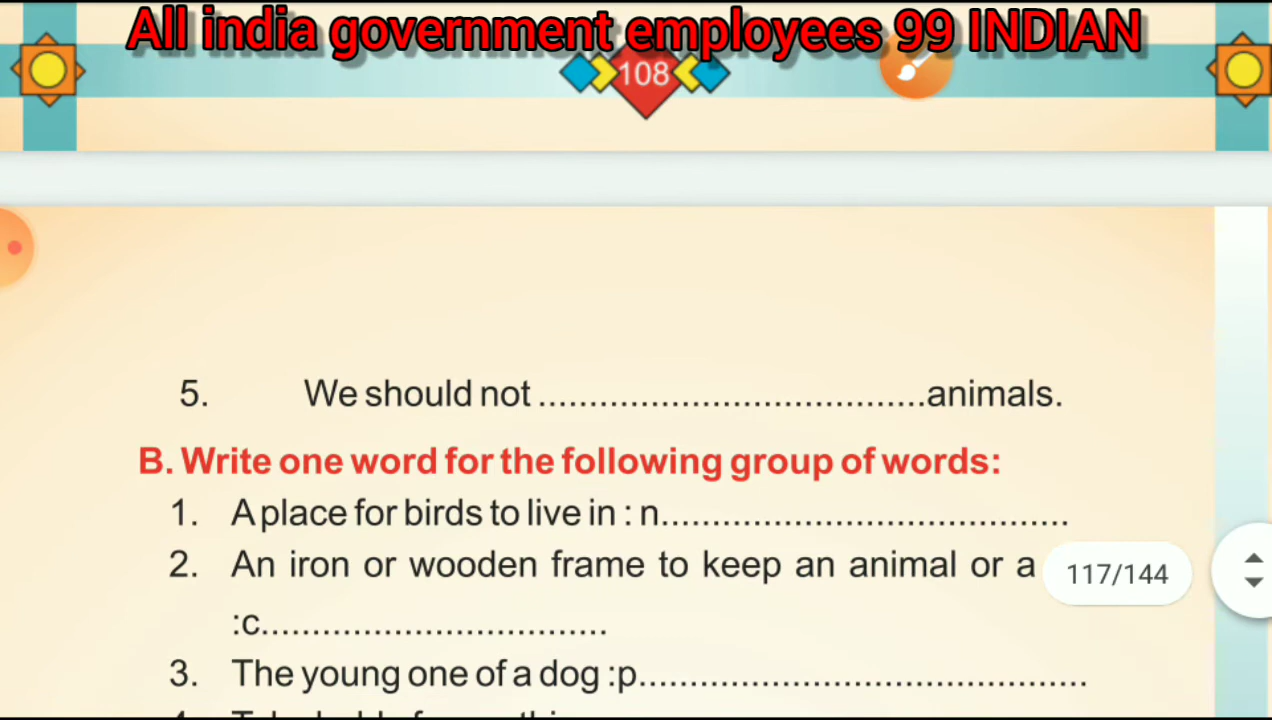 All india government employees 99 INDIAN
108
5. We should not ....................................animals.
B. Write one word for the following group of words:
1. A place for birds to live in : n.......................................
2. An iron or wooden frame to keep an animal or a
117/144
:c.................................
3. The young one of a dog :p...........................................